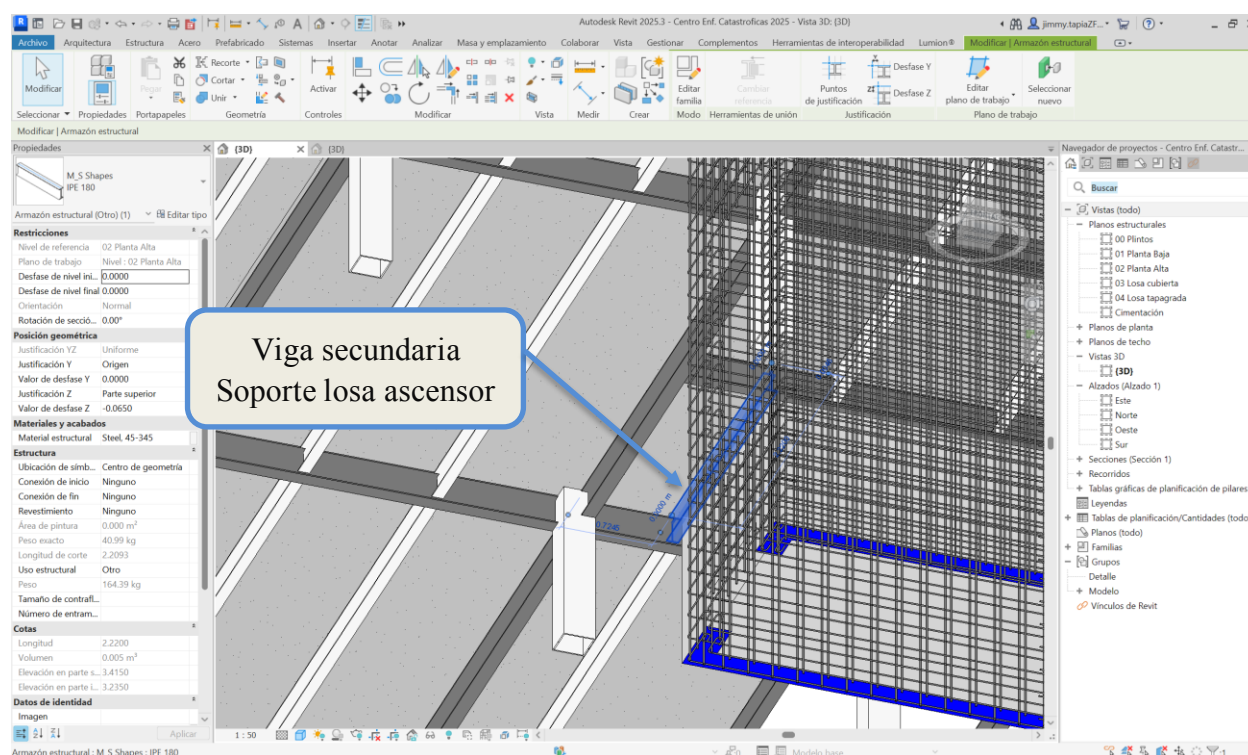 Autodesk Revit 2025.3 - Centro Enf. Catastroficas 2025 - Vista 3D: {3D}
jimmy.tapiaZF...
Archivo Arquitectura Estructura Acero Prefabricado Sistemas Insertar Anotar Analizar Masa y emplazamiento Colaborar Vista Gestionar Complementos Herramientas de interoperabilidad Lumion® Modificar | Armazón estructural
Modificar
Pegar
Recorte
Cortar
Unir
Activar
Editar
familia
Cambiar
referencia
Puntos
de justificación
Desfase Y
Desfase Z
Editar
plano de trabajo
Seleccionar
nuevo
Seleccionar Propiedades Portapapeles Geometría Controles Modificar Vista Medir Crear Modo Herramientas de unión Justificación Plano de trabajo
Modificar | Armazón estructural
Propiedades
M_S Shapes
IPE 180
Armazón estructural (Otro) (1) Editar tipo
Restricciones
Nivel de referencia 02 Planta Alta
Plano de trabajo Nivel : 02 Planta Alta
Desfase de nivel ini... 0.0000
Desfase de nivel final 0.0000
Orientación Normal
Rotación de secció... 0.00°
Posición geométrica
Justificación YZ Uniforme
Justificación Y Origen
Valor de desfase Y 0.0000
Justificación Z Parte superior
Valor de desfase Z -0.0650
Materiales y acabados
Material estructural Steel, 45-345
Estructura
Ubicación de símb... Centro de geometría
Conexión de inicio Ninguno
Conexión de fin Ninguno
Revestimiento Ninguno
Área de pintura 0.000 m²
Peso exacto 40.99 kg
Longitud de corte 2.2093
Uso estructural Otro
Peso 164.39 kg
Tamaño de contrafl...
Número de entram...
Cotas
Longitud 2.2200
Volumen 0.005 m³
Elevación en parte s... 3.4150
Elevación en parte i... 3.2350
Datos de identidad
Imagen
Aplicar
{3D}
{3D}
Viga secundaria
Soporte losa ascensor
0.0000 m
0.7245
1 : 50
Navegador de proyectos - Centro Enf. Catastr...
Buscar
Vistas (todo)
Planos estructurales
00 Plintos
01 Planta Baja
02 Planta Alta
03 Losa cubierta
04 Losa tapagrada
Cimentación
Planos de planta
Planos de techo
Vistas 3D
{3D}
Alzados (Alzado 1)
Este
Norte
Oeste
Sur
Secciones (Sección 1)
Recorridos
Tablas gráficas de planificación de pilares
Leyendas
Tablas de planificación/Cantidades (todo
Planos (todo)
Familias
Grupos
Detalle
Modelo
Vínculos de Revit
Armazón estructural : M_S Shapes : IPE 180
Modelo base
:1